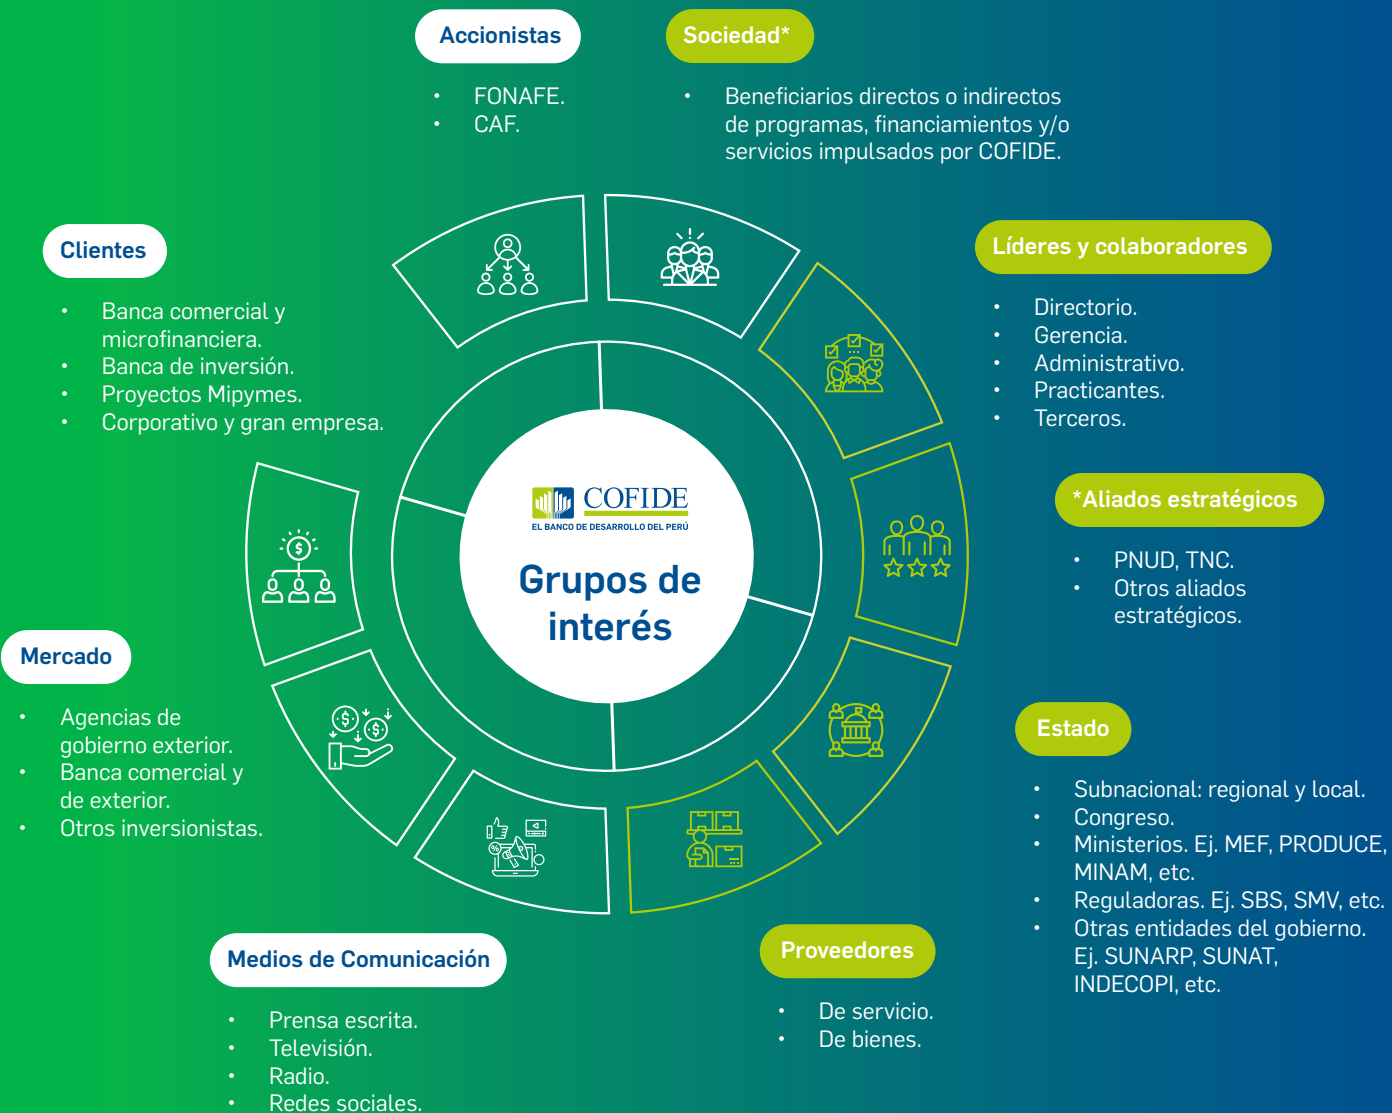 Accionistas
• FONAFE.
• CAF.
Sociedad*
• Beneficiarios directos o indirectos
de programas, financiamientos y/o
servicios impulsados por COFIDE.
Clientes
• Banca comercial y
microfinanciera.
• Banca de inversión.
• Proyectos Mipymes.
• Corporativo y gran empresa.
Líderes y colaboradores
• Directorio.
• Gerencia.
• Administrativo.
• Practicantes.
• Terceros.
COFIDE
EL BANCO DE DESARROLLO DEL PERÚ
Grupos de
interés
*Aliados estratégicos
• PNUD, TNC.
• Otros aliados
estratégicos.
Mercado
• Agencias de
gobierno exterior.
• Banca comercial y
de exterior.
• Otros inversionistas.
Estado
• Subnacional: regional y local.
• Congreso.
• Ministerios. Ej. MEF, PRODUCE,
MINAM, etc.
• Reguladoras. Ej. SBS, SMV, etc.
• Otras entidades del gobierno.
Ej. SUNARP, SUNAT,
INDECOPI, etc.
Medios de Comunicación
• Prensa escrita.
• Televisión.
• Radio.
• Redes sociales.
Proveedores
• De servicio.
• De bienes.